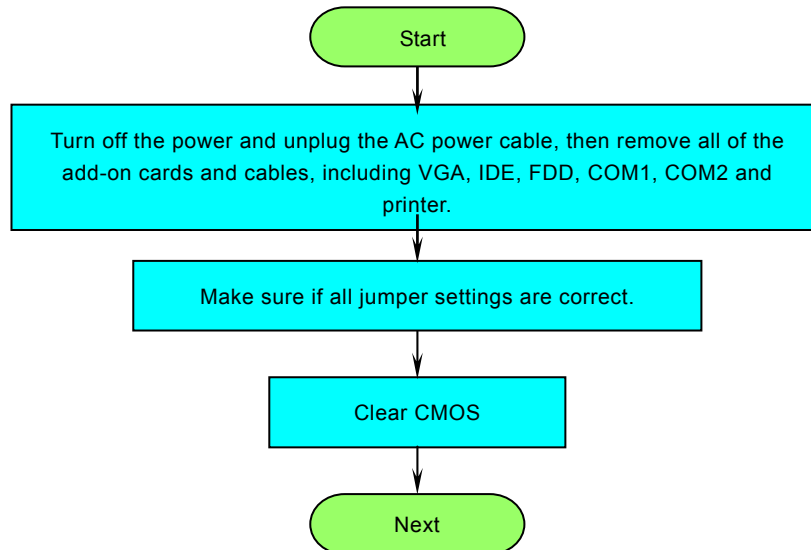 Start
Turn off the power and unplug the AC power cable, then remove all of the
add-on cards and cables, including VGA, IDE, FDD, COM1, COM2 and
printer.
Make sure if all jumper settings are correct.
Clear CMOS
Next